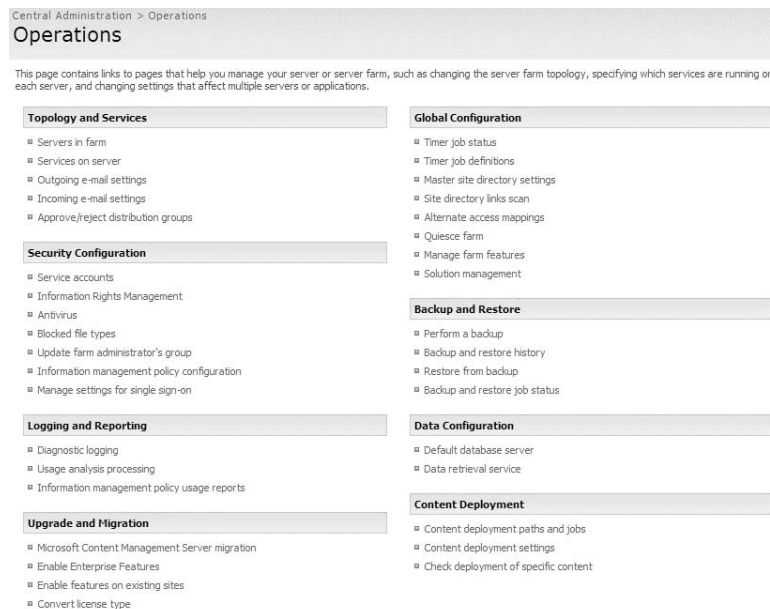 Central Administration > Operations
Operations
This page contains links to pages that help you manage your server or server farm, such as changing the server farm topology, specifying which services are running on
each server, and changing settings that affect multiple servers or applications.
Topology and Services
Servers in farm
Services on server
Outgoing e-mail settings
Incoming e-mail settings
Approve/reject distribution groups
Security Configuration
Service accounts
Information Rights Management
Antivirus
Blocked file types
Update farm administrator's group
Information management policy configuration
Manage settings for single sign-on
Logging and Reporting
Diagnostic logging
Usage analysis processing
Information management policy usage reports
Upgrade and Migration
Microsoft Content Management Server migration
Enable Enterprise Features
Enable features on existing sites
Convert license type
Global Configuration
Timer job status
Timer job definitions
Master site directory settings
Site directory links scan
Alternate access mappings
Quiesce farm
Manage farm features
Solution management
Backup and Restore
Perform a backup
Backup and restore history
Restore from backup
Backup and restore job status
Data Configuration
Default database server
Data retrieval service
Content Deployment
Content deployment paths and jobs
Content deployment settings
Check deployment of specific content